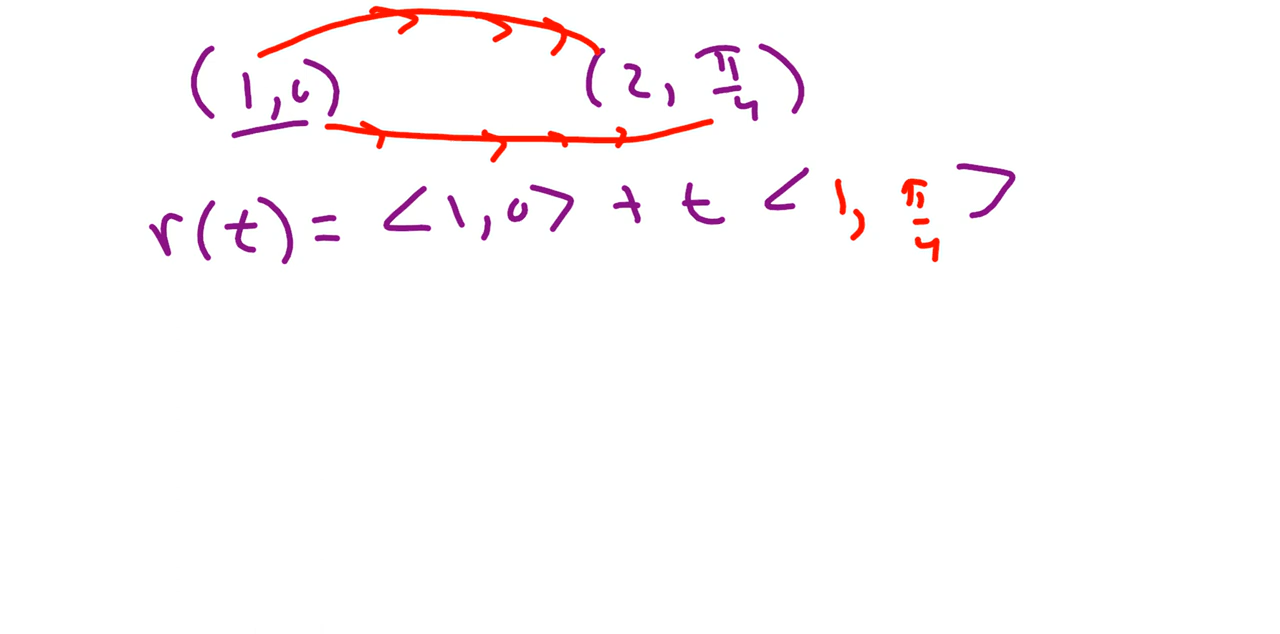 (1,0) (2, π/4)
r(t) = <1,0> + t <1, π/4>